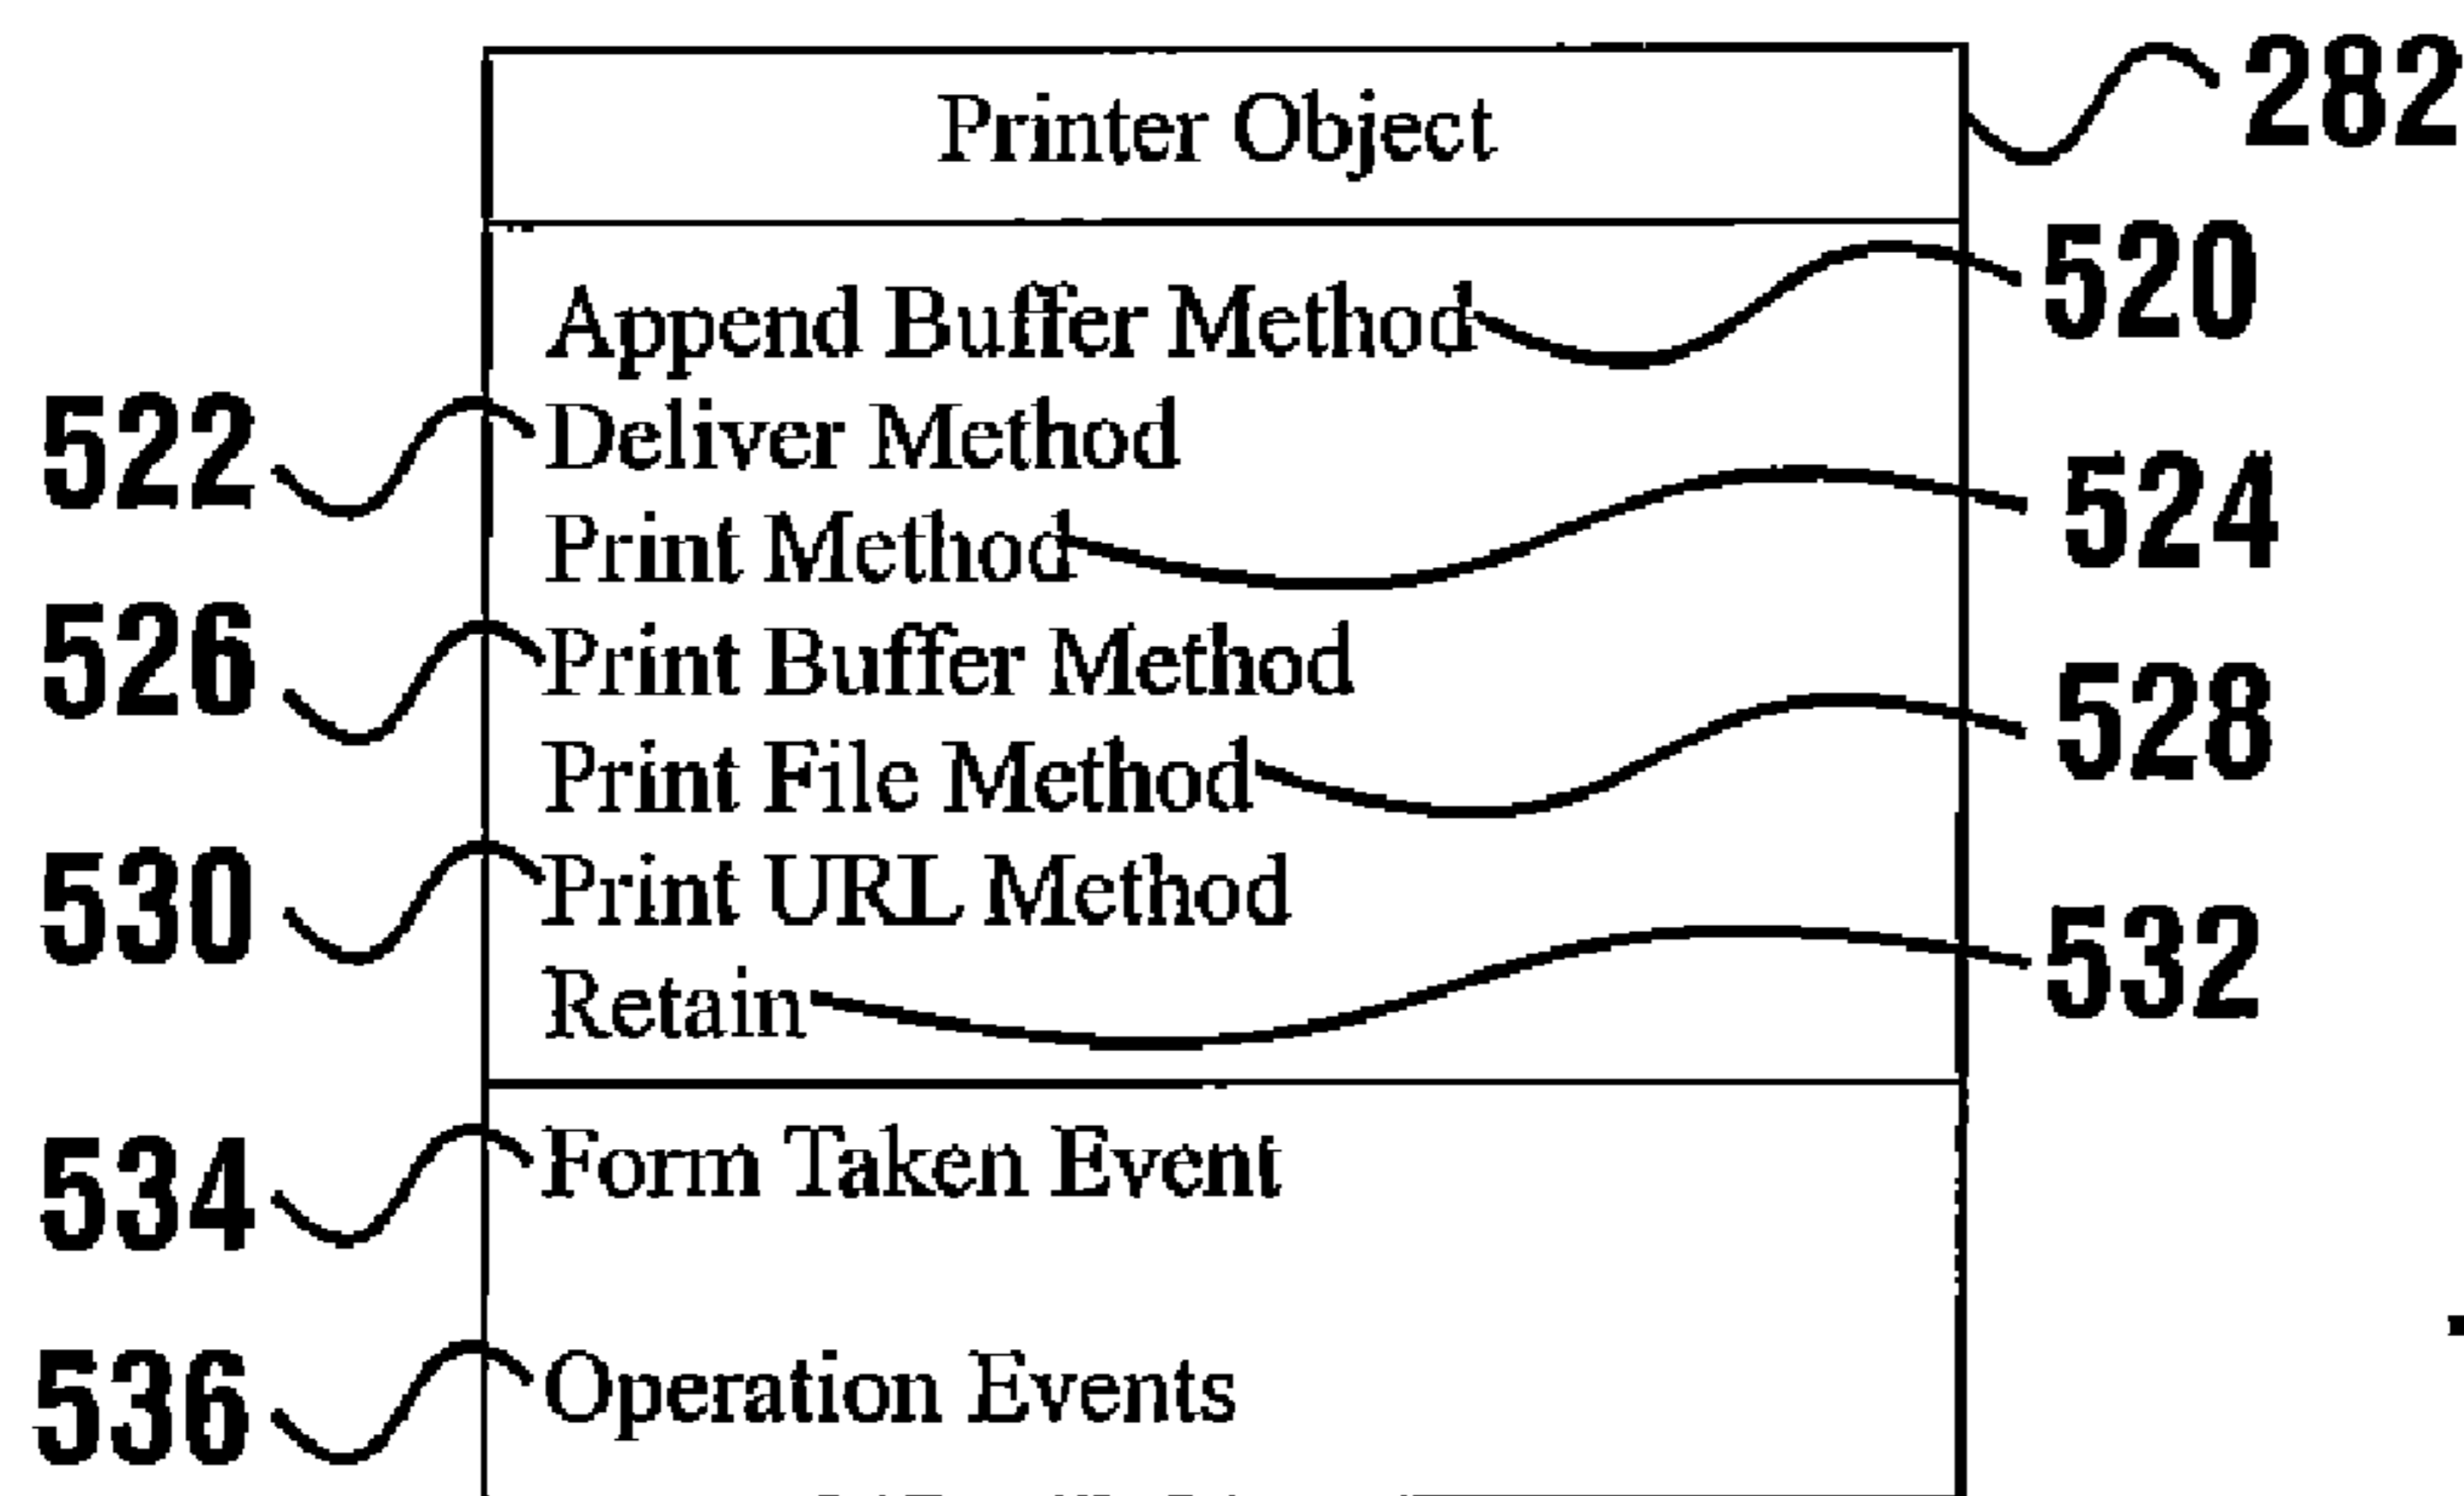 Printer Object 282
Append Buffer Method 520
522 Deliver Method
Print Method 524
526 Print Buffer Method
Print File Method 528
530 Print URL Method
Retain 532
534 Form Taken Event
536 Operation Events